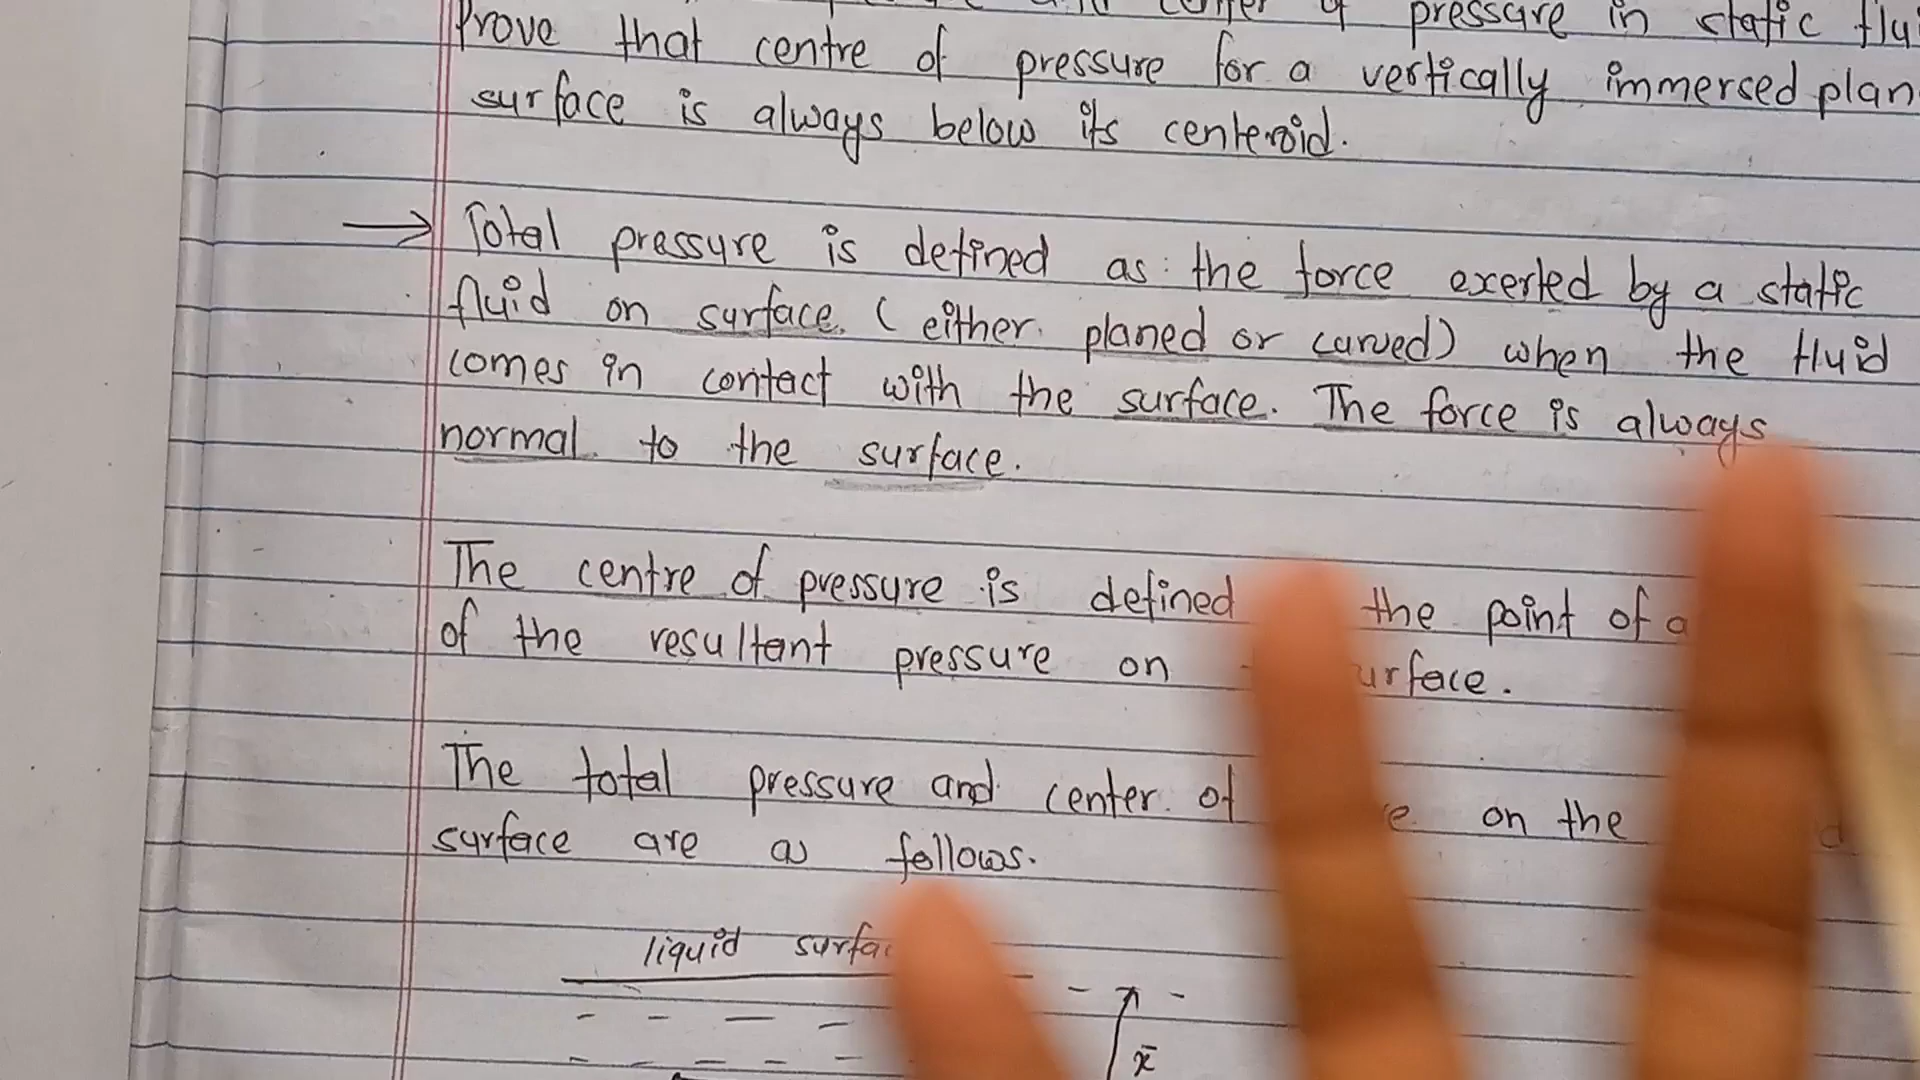 pressure in static
Prove that centre of pressure for a vertically immersed plan
surface is always below its centeroid.
→ Total pressure is defined as the force exerted by a static
fluid on surface. (either planed or curved) when the fluid
comes in contact with the surface. The force is always
normal to the surface.
The centre of pressure is defined the point of a
of the resultant pressure on urface.
The total pressure and center of e on the
surface are as follows.
liquid surfac
x̄